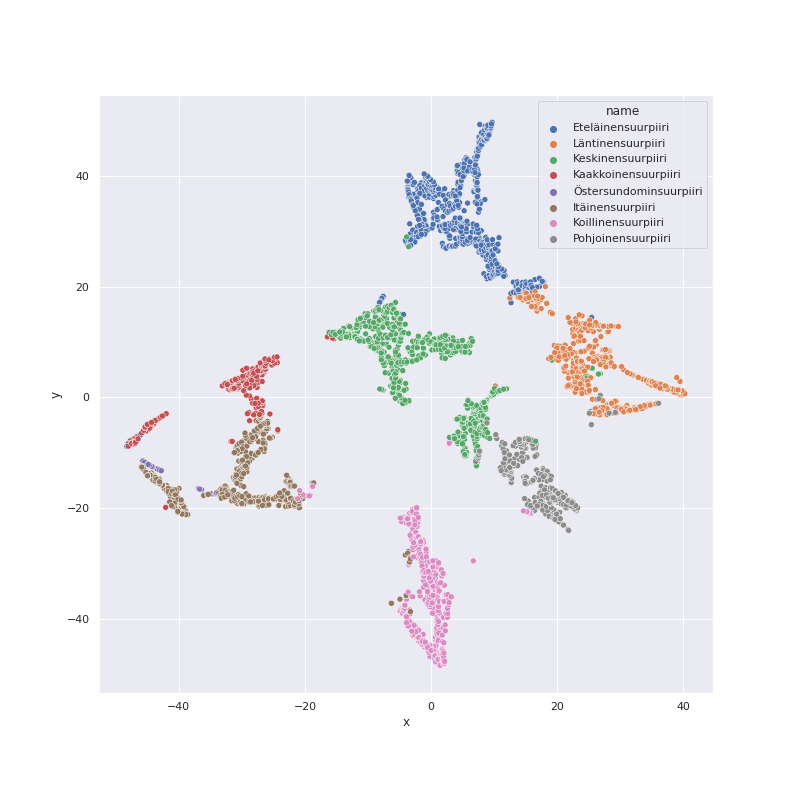 name
Eteläinensuurpiiri
Läntinensuurpiiri
Keskinensuurpiiri
Kaakkoinensuurpiiri
Östersundominsuurpiiri
Itäinensuurpiiri
Koillinensuurpiiri
Pohjoinensuurpiiri
40
20
0
−20
−40
y
−40 −20 0 20 40
x